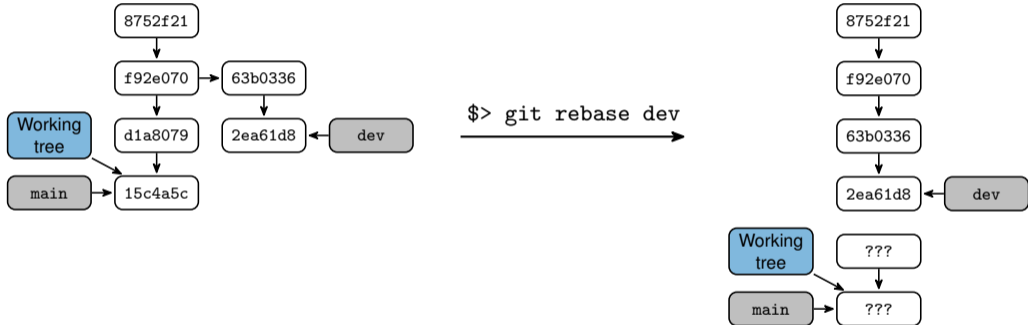 8752f21
f92e070
63b0336
Working
tree
d1a8079
2ea61d8
dev
main
15c4a5c
$> git rebase dev
8752f21
f92e070
63b0336
2ea61d8
dev
Working
tree
???
main
???